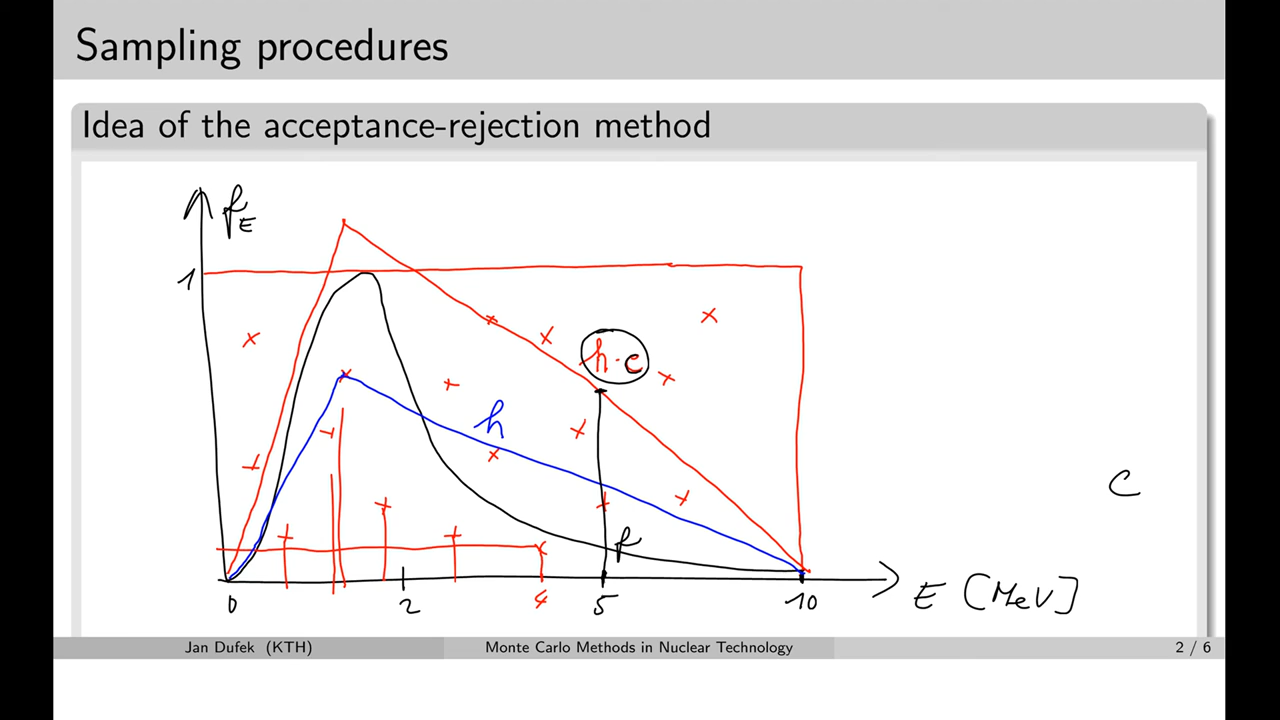 Sampling procedures
Idea of the acceptance-rejection method
f_E
1
h · c
h
c
f
0
2
4
5
10
E [MeV]
Jan Dufek (KTH)
Monte Carlo Methods in Nuclear Technology
2 / 6